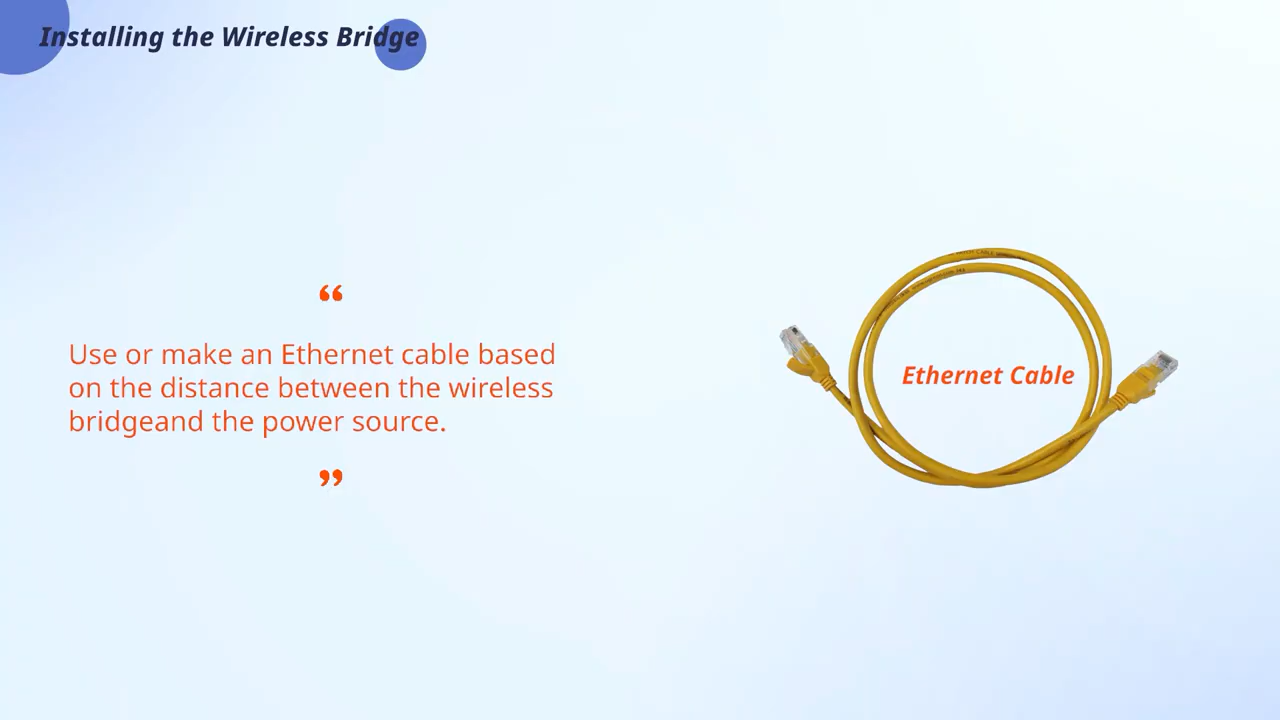 Installing the Wireless Bridge
“
Use or make an Ethernet cable based
on the distance between the wireless
bridgeand the power source.
”
Ethernet Cable